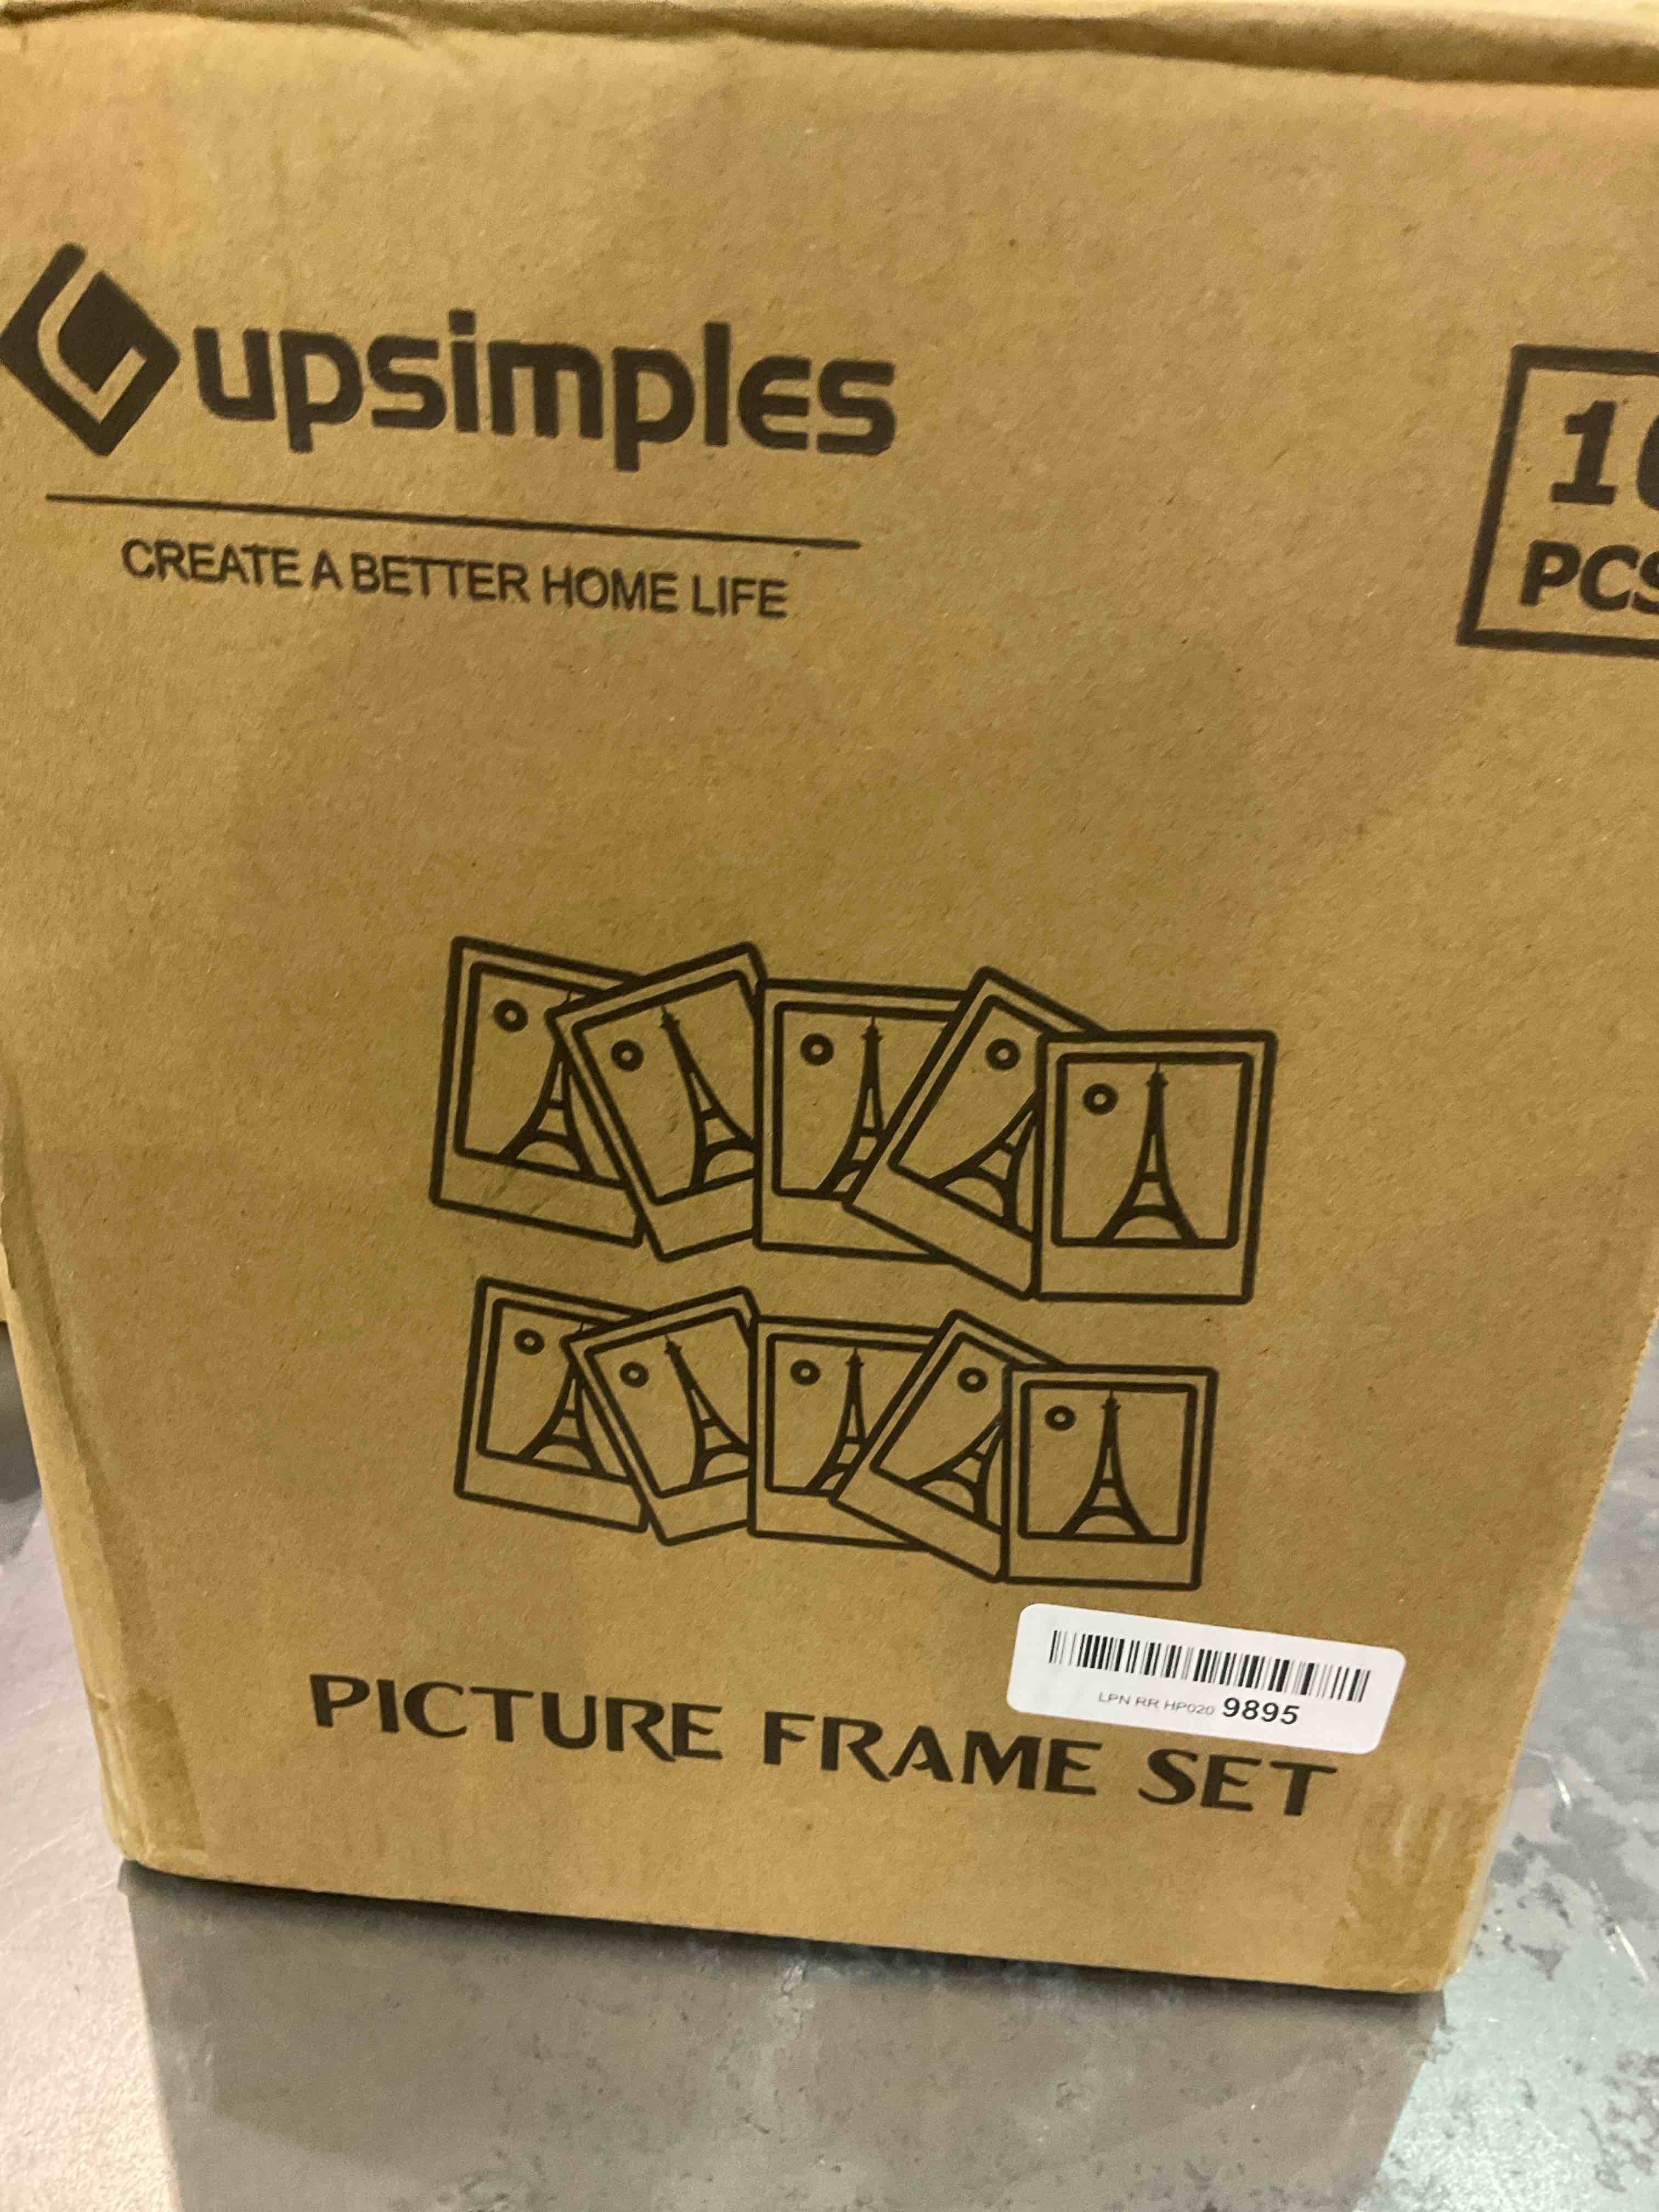 upsimples
CREATE A BETTER HOME LIFE
PCS
LPN RR HP020 9895
PICTURE FRAME SET